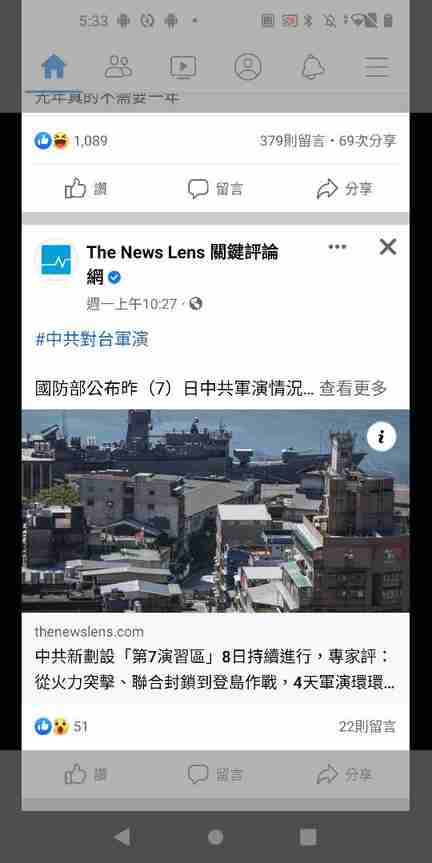 5:33
元年真的不需要一年
1,089
379則留言・69次分享
讚 留言 分享
The News Lens 關鍵評論
網
週一上午10:27 ·
#中共對台軍演
國防部公布昨（7）日中共軍演情況... 查看更多
thenewslens.com
中共新劃設「第7演習區」8日持續進行，專家評：
從火力突擊、聯合封鎖到登島作戰，4天軍演環環...
51
22則留言
讚 留言 分享